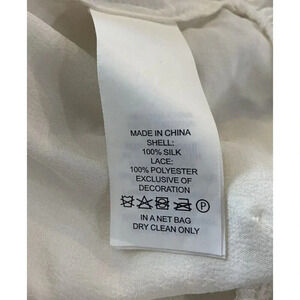 MADE IN CHINA
SHELL:
100% SILK
LACE:
100% POLYESTER
EXCLUSIVE OF
DECORATION
P
IN A NET BAG
DRY CLEAN ONLY